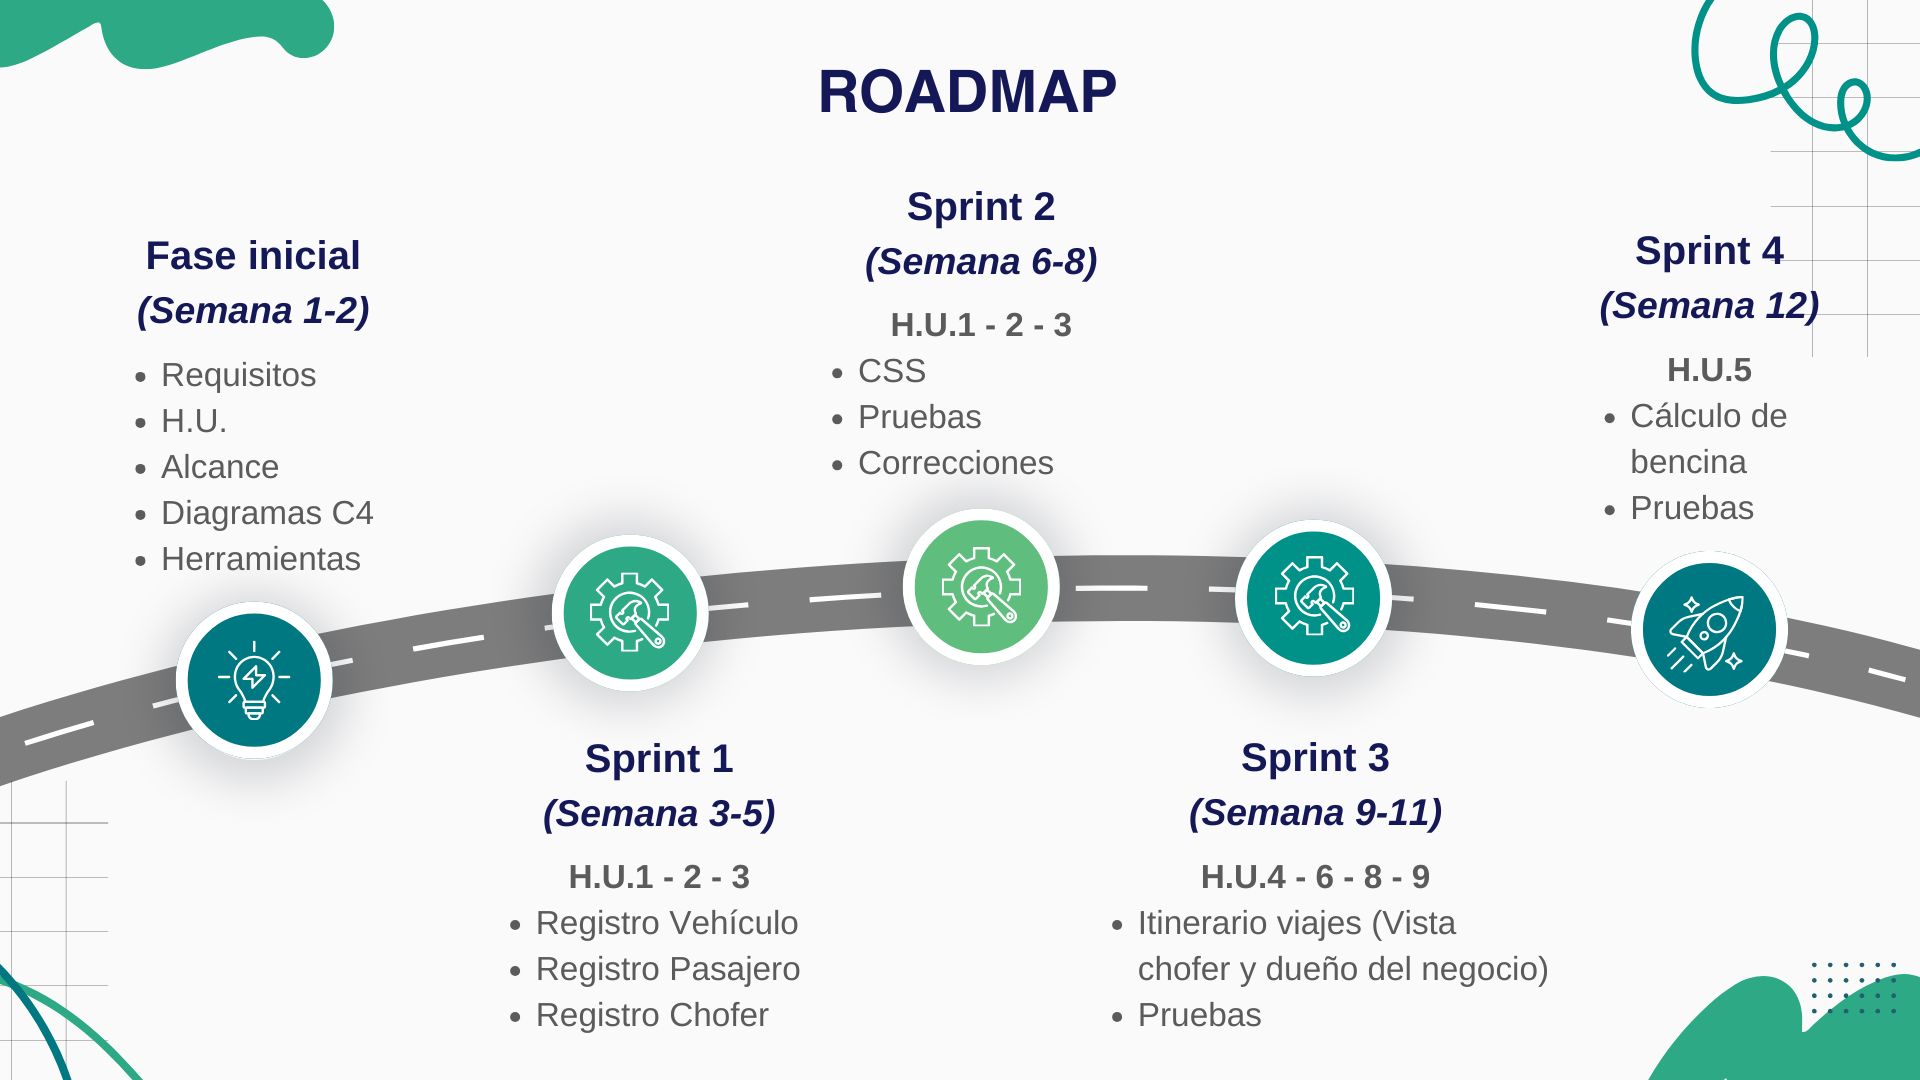 ROADMAP
Fase inicial
(Semana 1-2)
Requisitos
H.U.
Alcance
Diagramas C4
Herramientas
Sprint 1
(Semana 3-5)
H.U.1 - 2 - 3
Registro Vehículo
Registro Pasajero
Registro Chofer
Sprint 2
(Semana 6-8)
H.U.1 - 2 - 3
CSS
Pruebas
Correcciones
Sprint 3
(Semana 9-11)
H.U.4 - 6 - 8 - 9
Itinerario viajes (Vista
chofer y dueño del negocio)
Pruebas
Sprint 4
(Semana 12)
H.U.5
Cálculo de
bencina
Pruebas